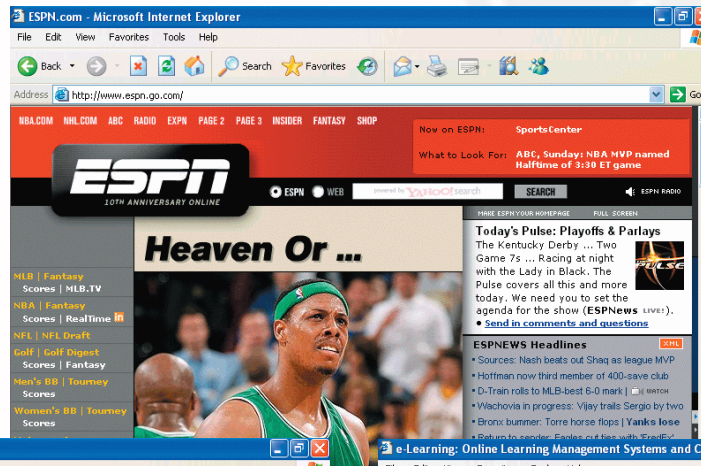 ESPN.com - Microsoft Internet Explorer
File Edit View Favorites Tools Help
Back Search Favorites
Address http://www.espn.go.com/ Go
NBA.COM NHL.COM ABC RADIO EXPN PAGE 2 PAGE 3 INSIDER FANTASY SHOP
Now on ESPN: SportsCenter
What to Look For: ABC, Sunday: NBA MVP named
Halftime of 3:30 ET game
ESPN
10TH ANNIVERSARY ONLINE
ESPN WEB powered by YAHOO! search SEARCH ESPN RADIO
MAKE ESPN YOUR HOMEPAGE FULL SCREEN
Heaven Or ...
Today's Pulse: Playoffs & Parlays
The Kentucky Derby ... Two
Game 7s ... Racing at night
with the Lady in Black. The
Pulse covers all this and more
today. We need you to set the
agenda for the show (ESPNews LIVE!).
• Send in comments and questions
PULSE
MLB | Fantasy
Scores | MLB.TV
NBA | Fantasy
Scores | RealTime in
NFL | NFL Draft
Golf | Golf Digest
Scores | Fantasy
Men's BB | Tourney
Scores
Women's BB | Tourney
Scores
ESPNEWS Headlines XML
• Sources: Nash beats out Shaq as league MVP
• Hoffman now third member of 400-save club
• D-Train rolls to MLB-best 6-0 mark | WATCH
• Wachovia in progress: Vijay trails Sergio by two
• Bronx bummer: Torre horse flops | Yanks lose
• Return to sender: Eagles cut ties with 'FredEx'
e-Learning: Online Learning Management Systems and C